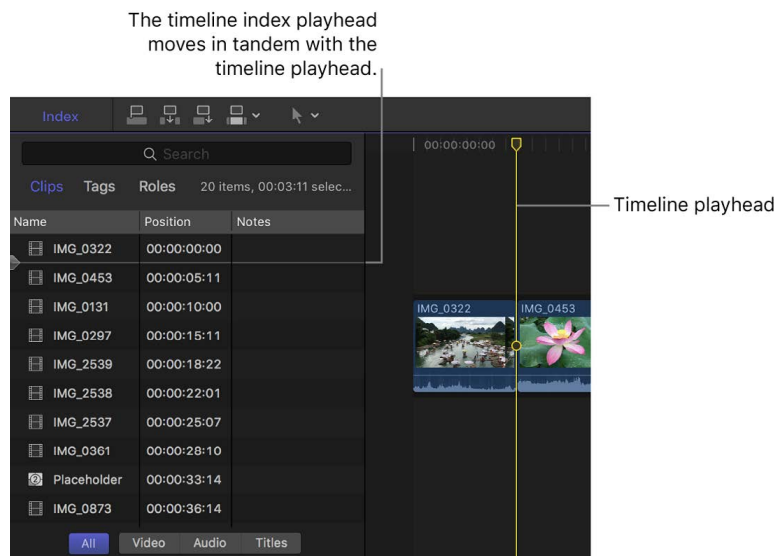 The timeline index playhead
moves in tandem with the
timeline playhead.
Index
Search
00:00:00:00
Clips Tags Roles 20 items, 00:03:11 selec...
Timeline playhead
Name Position Notes
IMG_0322 00:00:00:00
IMG_0453 00:00:05:11
IMG_0131 00:00:10:00
IMG_0297 00:00:15:11
IMG_2539 00:00:18:22
IMG_2538 00:00:22:01
IMG_2537 00:00:25:07
IMG_0361 00:00:28:10
Placeholder 00:00:33:14
IMG_0873 00:00:36:14
IMG_0322 IMG_0453
All Video Audio Titles